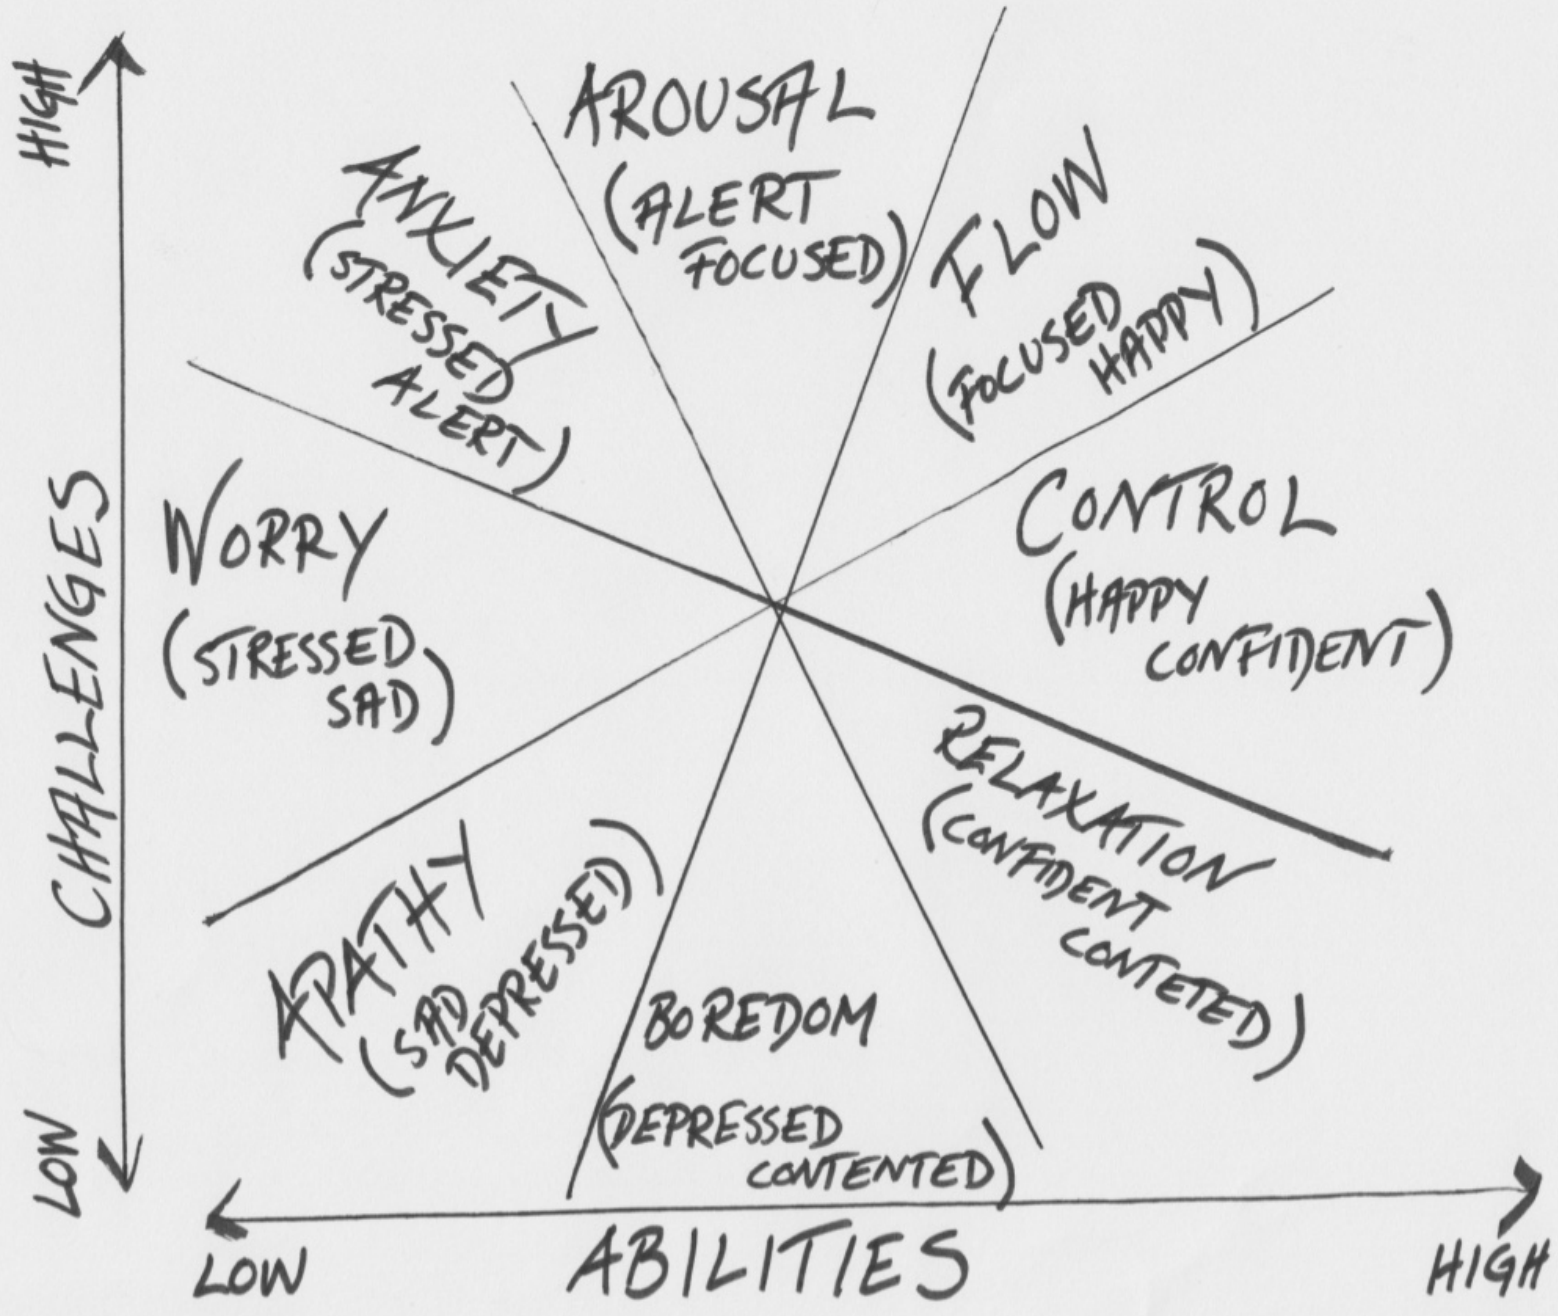 HIGH
CHALLENGES
LOW
AROUSAL
(ALERT
FOCUSED)
ANXIETY
(STRESSED
ALERT)
FLOW
(FOCUSED
HAPPY)
WORRY
(STRESSED
SAD)
CONTROL
(HAPPY
CONFIDENT)
APATHY
(SAD
DEPRESSED)
RELAXATION
(CONFIDENT
CONTETED)
BOREDOM
(DEPRESSED
CONTENTED)
LOW
ABILITIES
HIGH